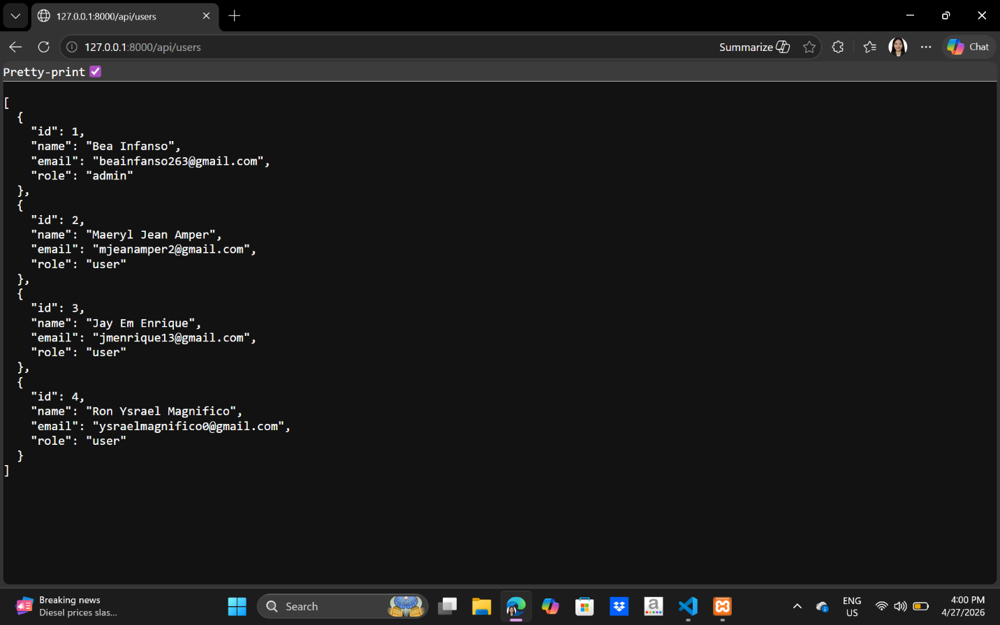 127.0.0.1:8000/api/users
127.0.0.1:8000/api/users
Summarize
Chat
Pretty-print
[
  {
    "id": 1,
    "name": "Bea Infanso",
    "email": "beainfanso263@gmail.com",
    "role": "admin"
  },
  {
    "id": 2,
    "name": "Maeryl Jean Amper",
    "email": "mjeanamper2@gmail.com",
    "role": "user"
  },
  {
    "id": 3,
    "name": "Jay Em Enrique",
    "email": "jmenrique13@gmail.com",
    "role": "user"
  },
  {
    "id": 4,
    "name": "Ron Ysrael Magnifico",
    "email": "ysraelmagnifico0@gmail.com",
    "role": "user"
  }
]
Breaking news
Diesel prices slas...
Search
a
ENG
US
4:00 PM
4/27/2026